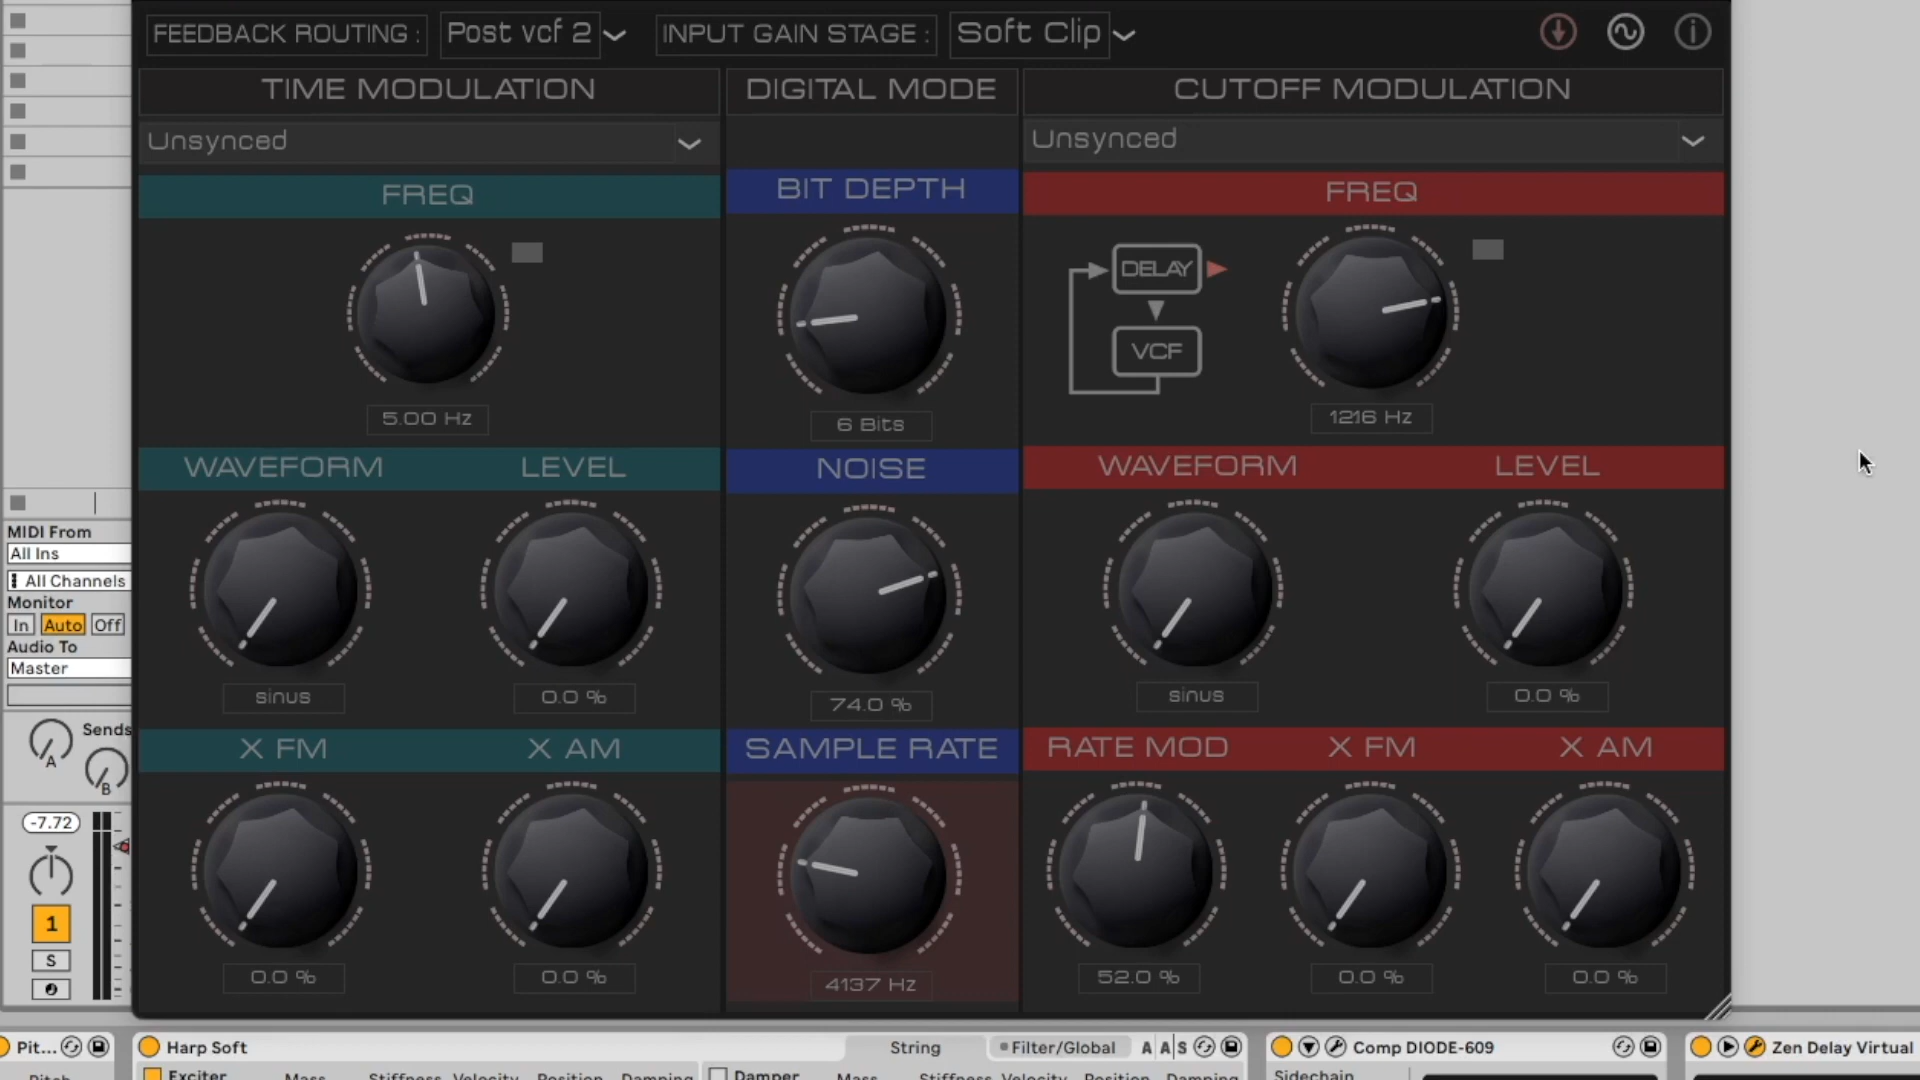 FEEDBACK ROUTING : Post vcf 2 INPUT GAIN STAGE : Soft Clip
TIME MODULATION DIGITAL MODE CUTOFF MODULATION
Unsynced Unsynced
FREQ BIT DEPTH FREQ
DELAY
VCF
5.00 Hz 6 Bits 1216 Hz
WAVEFORM LEVEL NOISE WAVEFORM LEVEL
MIDI From
All Ins
All Channels
Monitor
In Auto Off
Audio To
Master
sinus 0.0 % 74.0 % sinus 0.0 %
Sends
A
B
X FM X AM SAMPLE RATE RATE MOD X FM X AM
-7.72
1
S
0.0 % 0.0 % 4137 Hz 52.0 % 0.0 % 0.0 %
Pit... Harp Soft String Filter/Global A A S Comp DIODE-609 Zen Delay Virtual
Pitch Exciter Mass Stiffness Velocity Position Damping Damper Mass Stiffness Velocity Position Damping Sidechain